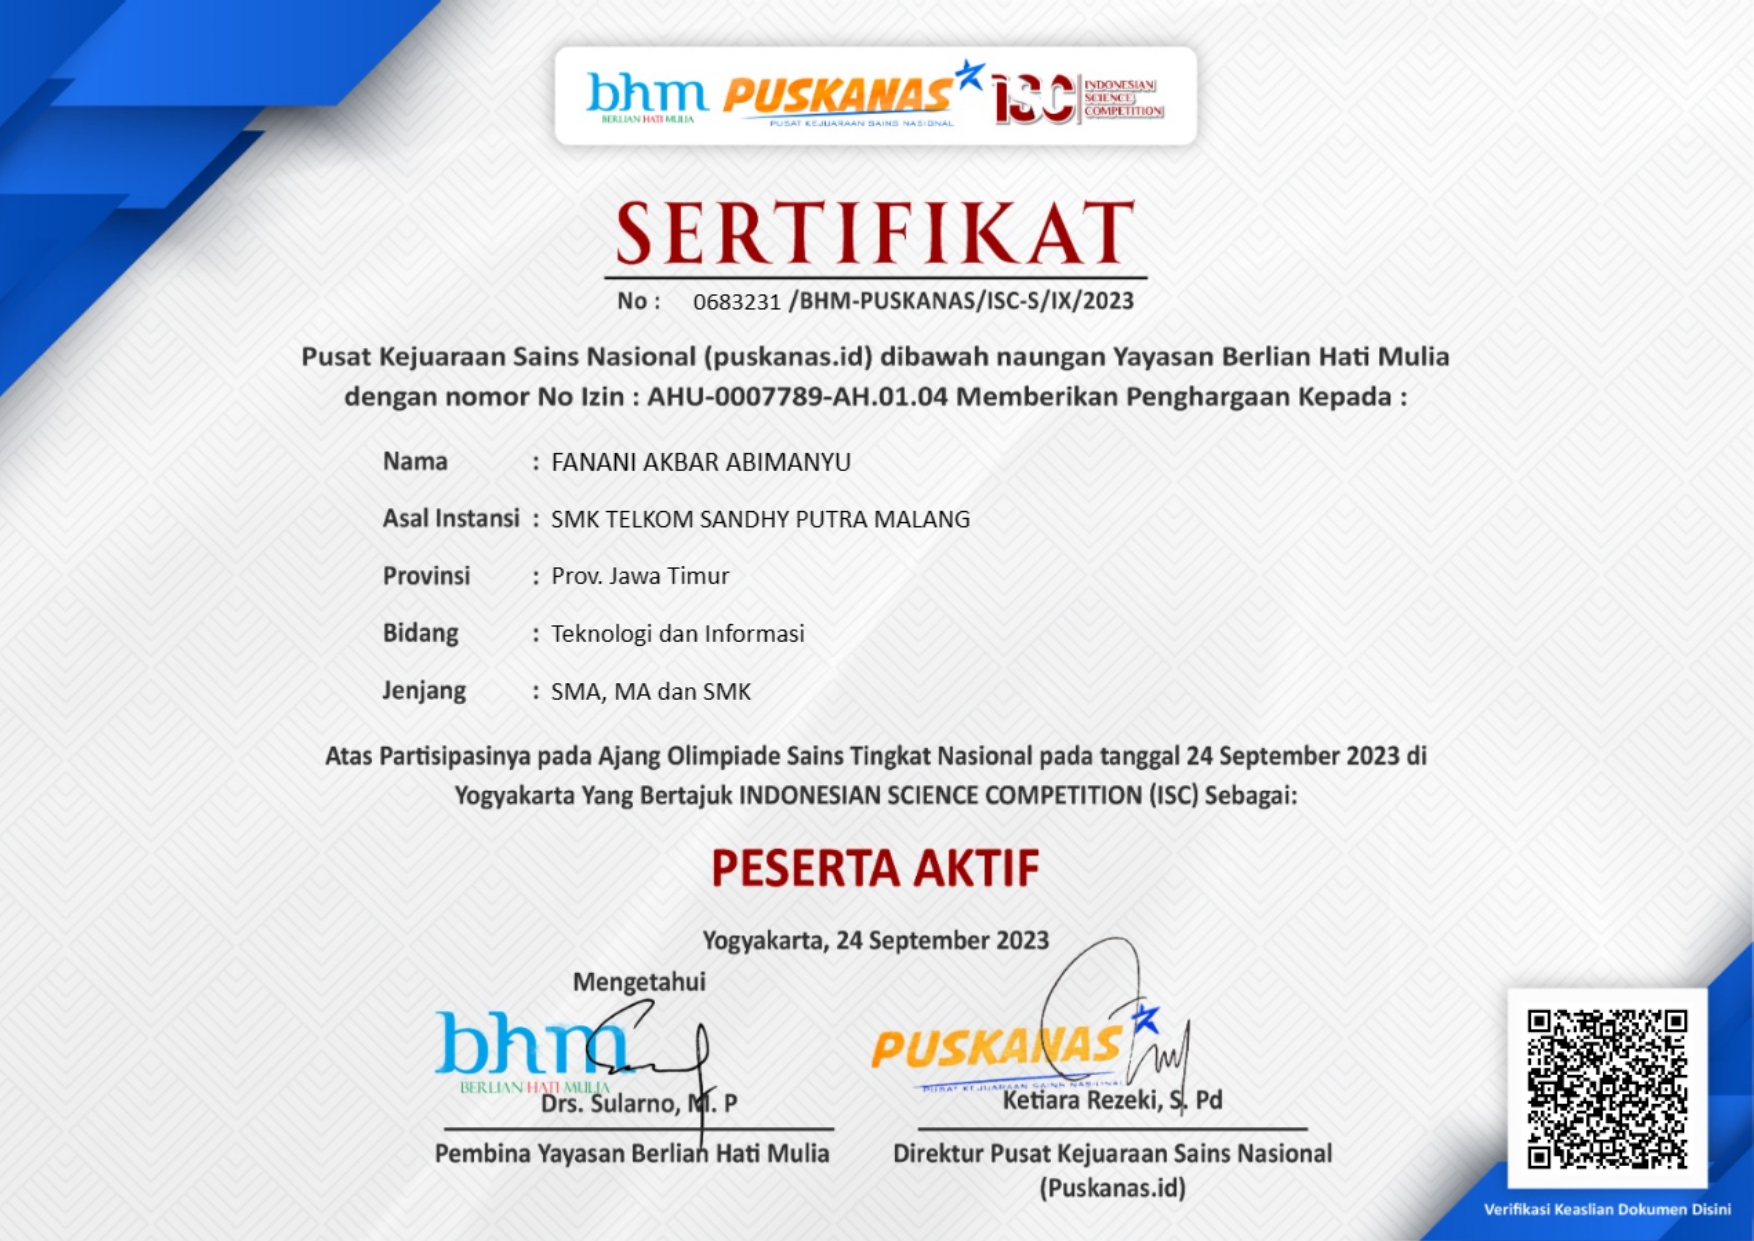 bhm PUSKANAS ISC INDONESIAN SCIENCE COMPETITION
BERLIAN HATI MULIA PUSAT KEJUARAAN SAINS NASIONAL
SERTIFIKAT
No : 0683231 /BHM-PUSKANAS/ISC-S/IX/2023
Pusat Kejuaraan Sains Nasional (puskanas.id) dibawah naungan Yayasan Berlian Hati Mulia
dengan nomor No Izin : AHU-0007789-AH.01.04 Memberikan Penghargaan Kepada :
Nama : FANANI AKBAR ABIMANYU
Asal Instansi : SMK TELKOM SANDHY PUTRA MALANG
Provinsi : Prov. Jawa Timur
Bidang : Teknologi dan Informasi
Jenjang : SMA, MA dan SMK
Atas Partisipasinya pada Ajang Olimpiade Sains Tingkat Nasional pada tanggal 24 September 2023 di
Yogyakarta Yang Bertajuk INDONESIAN SCIENCE COMPETITION (ISC) Sebagai:
PESERTA AKTIF
Yogyakarta, 24 September 2023
Mengetahui
bhm
BERLIAN HATI MULIA
Drs. Sularno, M. P
Pembina Yayasan Berlian Hati Mulia
PUSKANAS
PUSAT KEJUARAAN SAINS NASIONAL
Ketiara Rezeki, S. Pd
Direktur Pusat Kejuaraan Sains Nasional
(Puskanas.id)
Verifikasi Keaslian Dokumen Disini